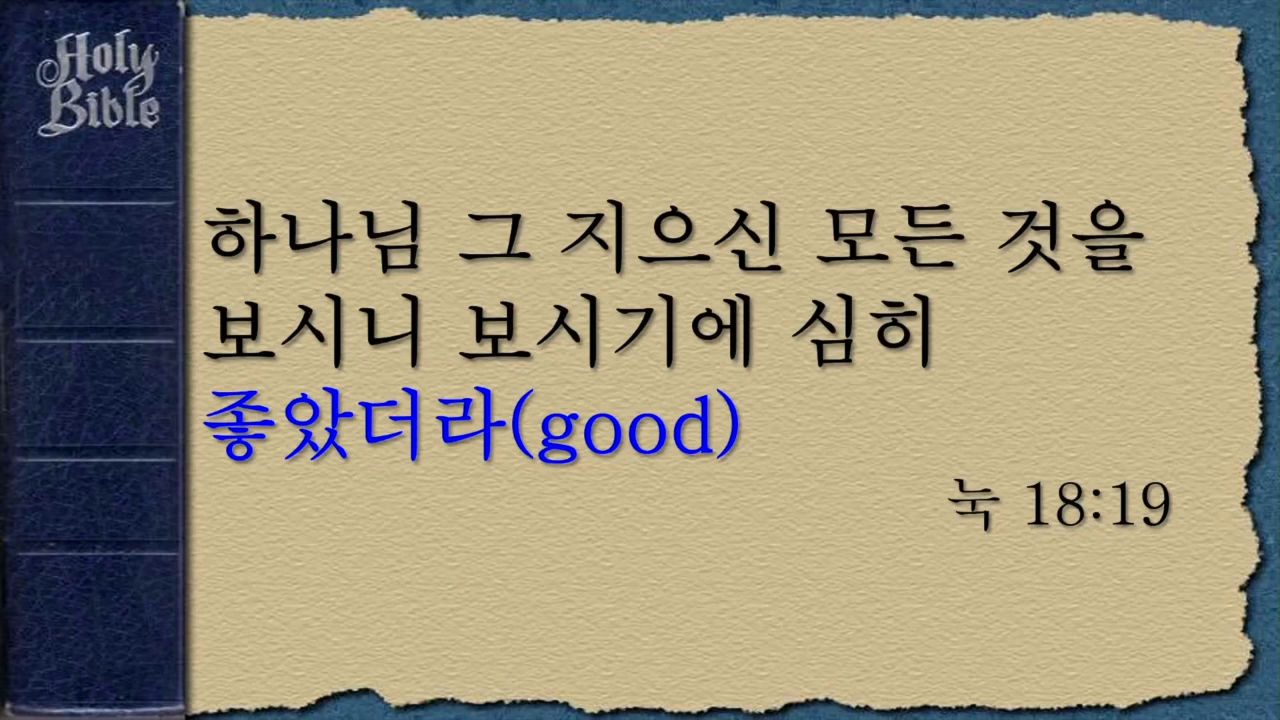 Holy
Bible
하나님 그 지으신 모든 것을
보시니 보시기에 심히
좋았더라(good)
눅 18:19